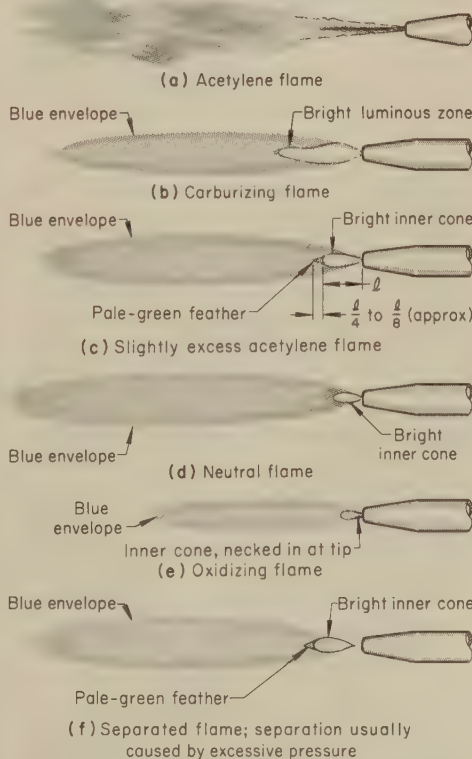 (a) Acetylene flame
Blue envelope
Bright luminous zone
(b) Carburizing flame
Blue envelope
Bright inner cone
Pale-green feather
ℓ
ℓ/4 to ℓ/8 (approx)
(c) Slightly excess acetylene flame
Blue envelope
Bright
inner cone
(d) Neutral flame
Blue
envelope
Inner cone, necked in at tip
(e) Oxidizing flame
Blue envelope
Bright inner cone
Pale-green feather
(f) Separated flame; separation usually
caused by excessive pressure